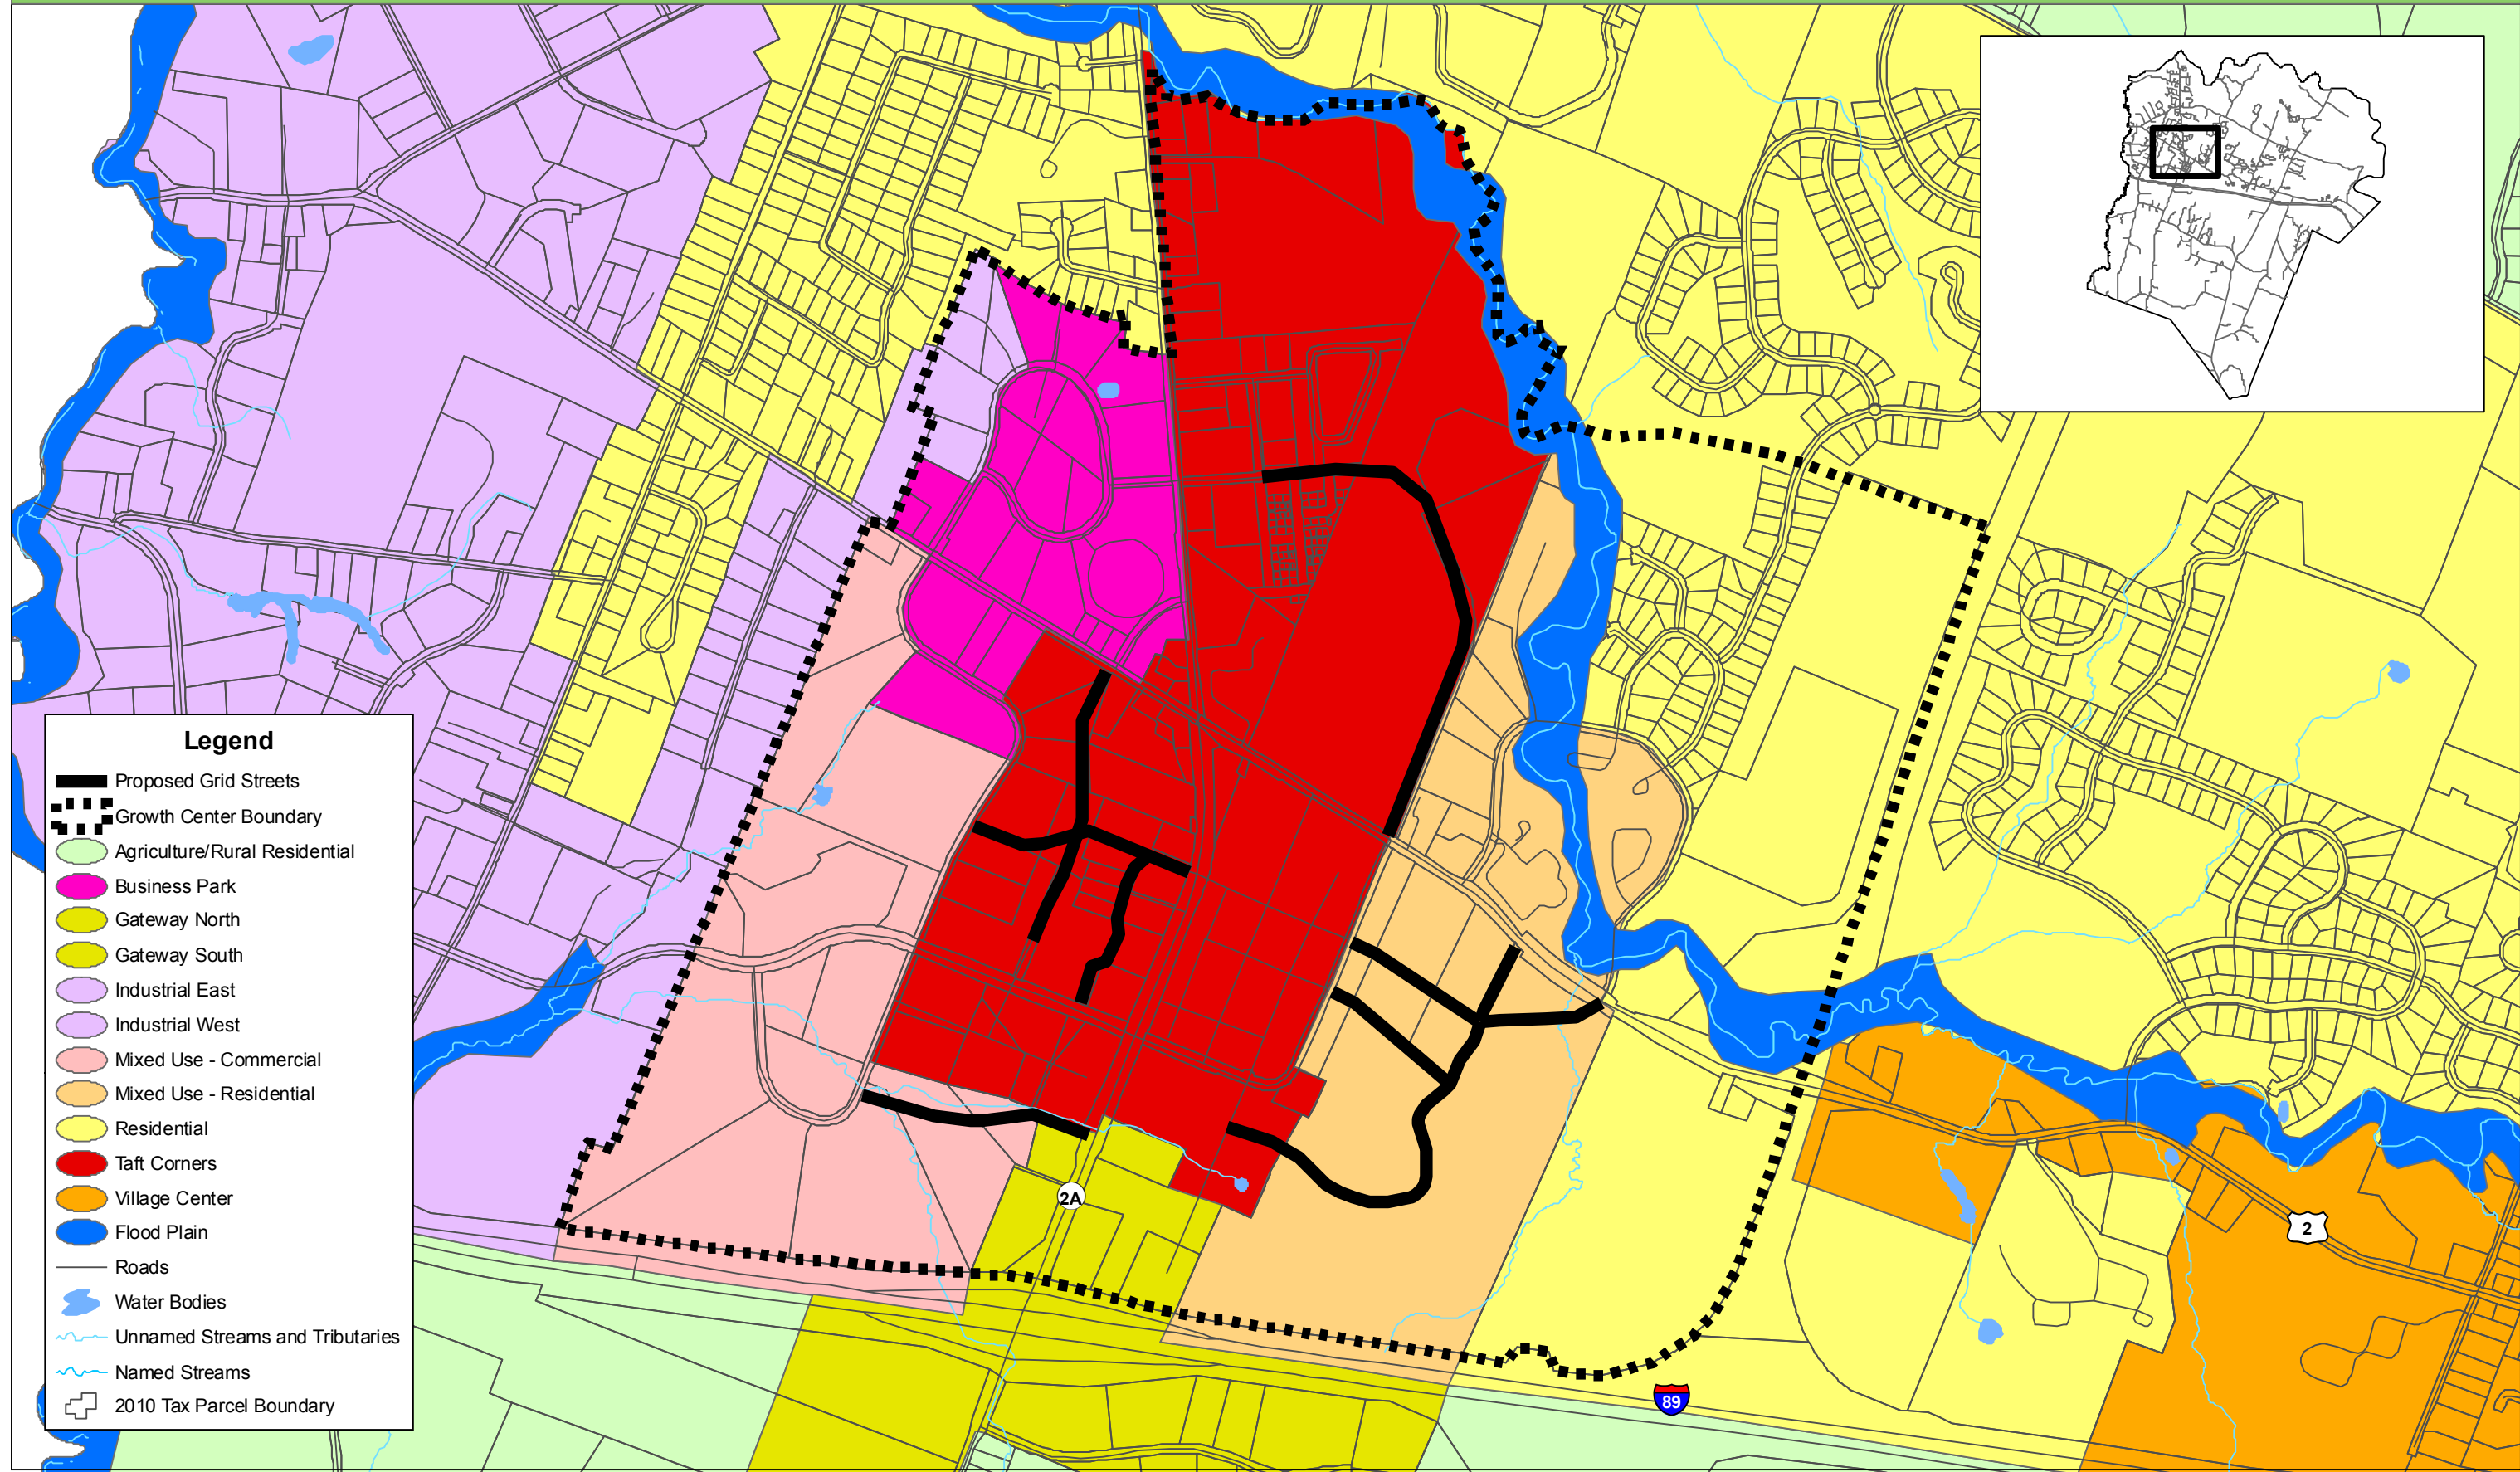 Legend
Proposed Grid Streets
Growth Center Boundary
Agriculture/Rural Residential
Business Park
Gateway North
Gateway South
Industrial East
Industrial West
Mixed Use - Commercial
Mixed Use - Residential
Residential
Taft Corners
Village Center
Flood Plain
Roads
Water Bodies
Unnamed Streams and Tributaries
Named Streams
2010 Tax Parcel Boundary
2A
2
89